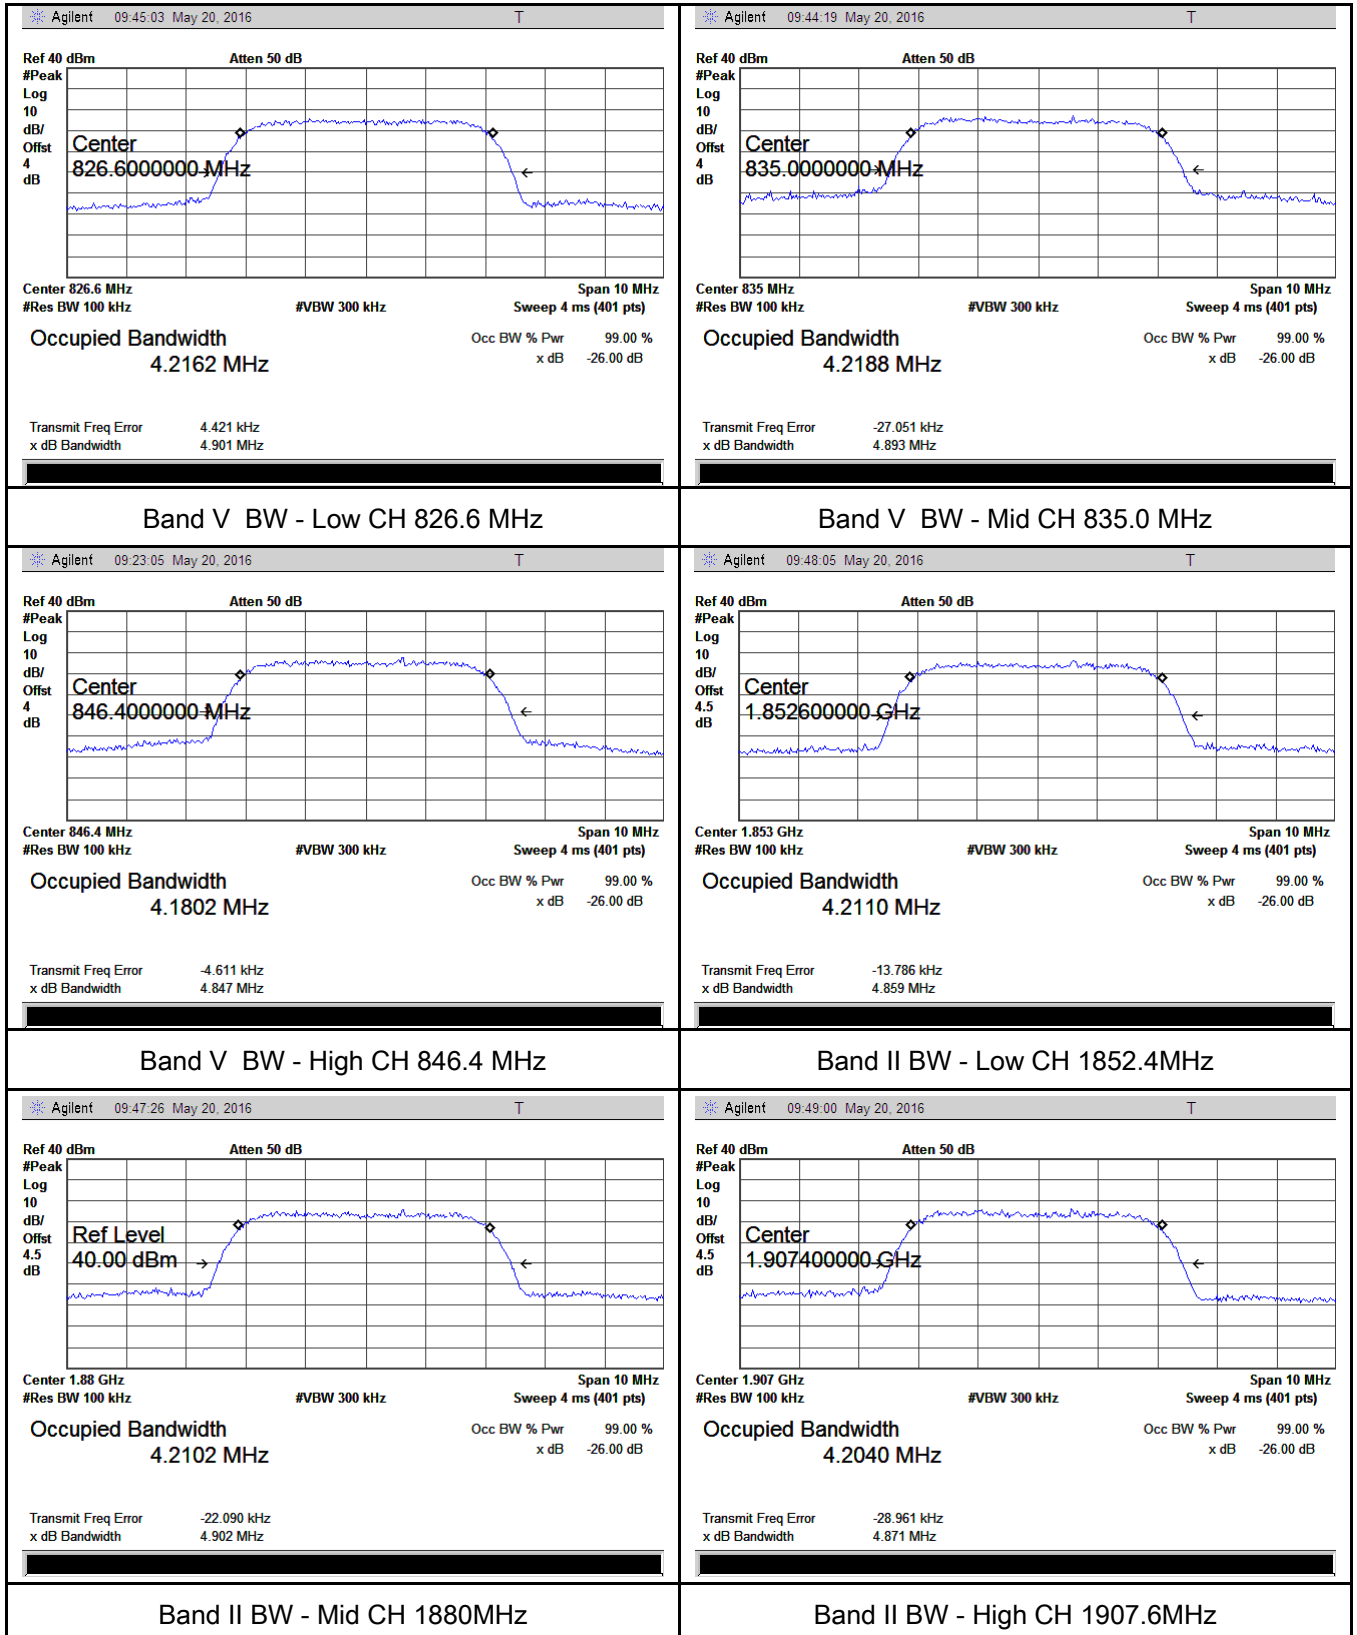 Agilent 09:45:03 May 20, 2016 T
Ref 40 dBm Atten 50 dB
#Peak
Log
10
dB/
Offst
4
dB
Center
826.6000000 MHz
Center 826.6 MHz Span 10 MHz
#Res BW 100 kHz #VBW 300 kHz Sweep 4 ms (401 pts)
Occupied Bandwidth Occ BW % Pwr 99.00 %
4.2162 MHz x dB -26.00 dB
Transmit Freq Error 4.421 kHz
x dB Bandwidth 4.901 MHz
Band V BW - Low CH 826.6 MHz
Agilent 09:44:19 May 20, 2016 T
Ref 40 dBm Atten 50 dB
#Peak
Log
10
dB/
Offst
4
dB
Center
835.0000000 MHz
Center 835 MHz Span 10 MHz
#Res BW 100 kHz #VBW 300 kHz Sweep 4 ms (401 pts)
Occupied Bandwidth Occ BW % Pwr 99.00 %
4.2188 MHz x dB -26.00 dB
Transmit Freq Error -27.051 kHz
x dB Bandwidth 4.893 MHz
Band V BW - Mid CH 835.0 MHz
Agilent 09:23:05 May 20, 2016 T
Ref 40 dBm Atten 50 dB
#Peak
Log
10
dB/
Offst
4
dB
Center
846.4000000 MHz
Center 846.4 MHz Span 10 MHz
#Res BW 100 kHz #VBW 300 kHz Sweep 4 ms (401 pts)
Occupied Bandwidth Occ BW % Pwr 99.00 %
4.1802 MHz x dB -26.00 dB
Transmit Freq Error -4.611 kHz
x dB Bandwidth 4.847 MHz
Band V BW - High CH 846.4 MHz
Agilent 09:48:05 May 20, 2016 T
Ref 40 dBm Atten 50 dB
#Peak
Log
10
dB/
Offst
4.5
dB
Center
1.852600000 GHz
Center 1.853 GHz Span 10 MHz
#Res BW 100 kHz #VBW 300 kHz Sweep 4 ms (401 pts)
Occupied Bandwidth Occ BW % Pwr 99.00 %
4.2110 MHz x dB -26.00 dB
Transmit Freq Error -13.786 kHz
x dB Bandwidth 4.859 MHz
Band II BW - Low CH 1852.4MHz
Agilent 09:47:26 May 20, 2016 T
Ref 40 dBm Atten 50 dB
#Peak
Log
10
dB/
Offst
4.5
dB
Ref Level
40.00 dBm
Center 1.88 GHz Span 10 MHz
#Res BW 100 kHz #VBW 300 kHz Sweep 4 ms (401 pts)
Occupied Bandwidth Occ BW % Pwr 99.00 %
4.2102 MHz x dB -26.00 dB
Transmit Freq Error -22.090 kHz
x dB Bandwidth 4.902 MHz
Band II BW - Mid CH 1880MHz
Agilent 09:49:00 May 20, 2016 T
Ref 40 dBm Atten 50 dB
#Peak
Log
10
dB/
Offst
4.5
dB
Center
1.907400000 GHz
Center 1.907 GHz Span 10 MHz
#Res BW 100 kHz #VBW 300 kHz Sweep 4 ms (401 pts)
Occupied Bandwidth Occ BW % Pwr 99.00 %
4.2040 MHz x dB -26.00 dB
Transmit Freq Error -28.961 kHz
x dB Bandwidth 4.871 MHz
Band II BW - High CH 1907.6MHz